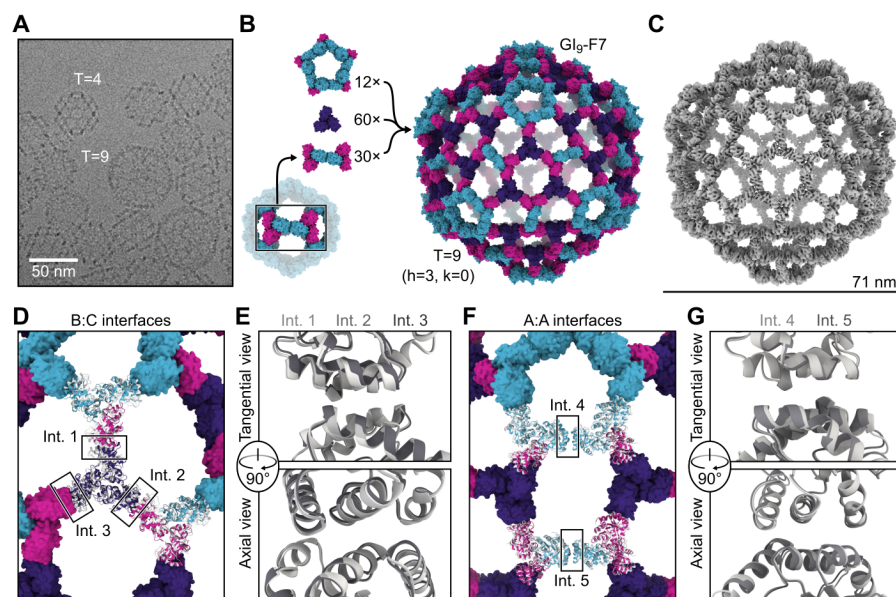 A
T=4
T=9
50 nm
B
12×
60×
30×
GI₉-F7
T=9
(h=3, k=0)
C
71 nm
D
B:C interfaces
Int. 1
Int. 2
Int. 3
E
Int. 1 Int. 2 Int. 3
Tangential view
90°
Axial view
F
A:A interfaces
Int. 4
Int. 5
G
Int. 4 Int. 5
Tangential view
90°
Axial view